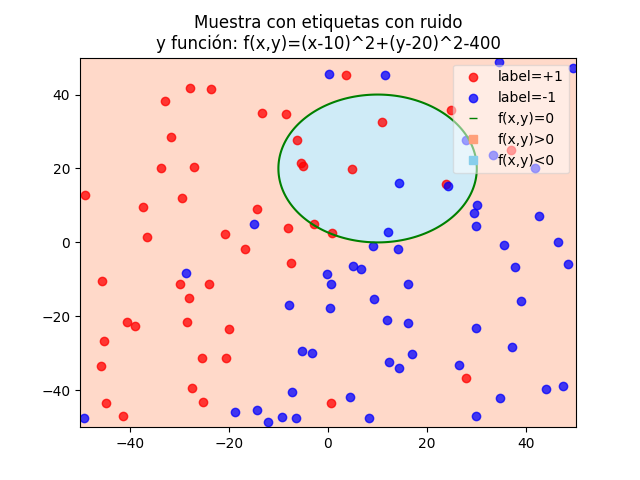 Muestra con etiquetas con ruido
y función: f(x,y)=(x-10)^2+(y-20)^2-400
label=+1
label=-1
f(x,y)=0
f(x,y)>0
f(x,y)<0
40
20
0
−20
−40
−40
−20
0
20
40